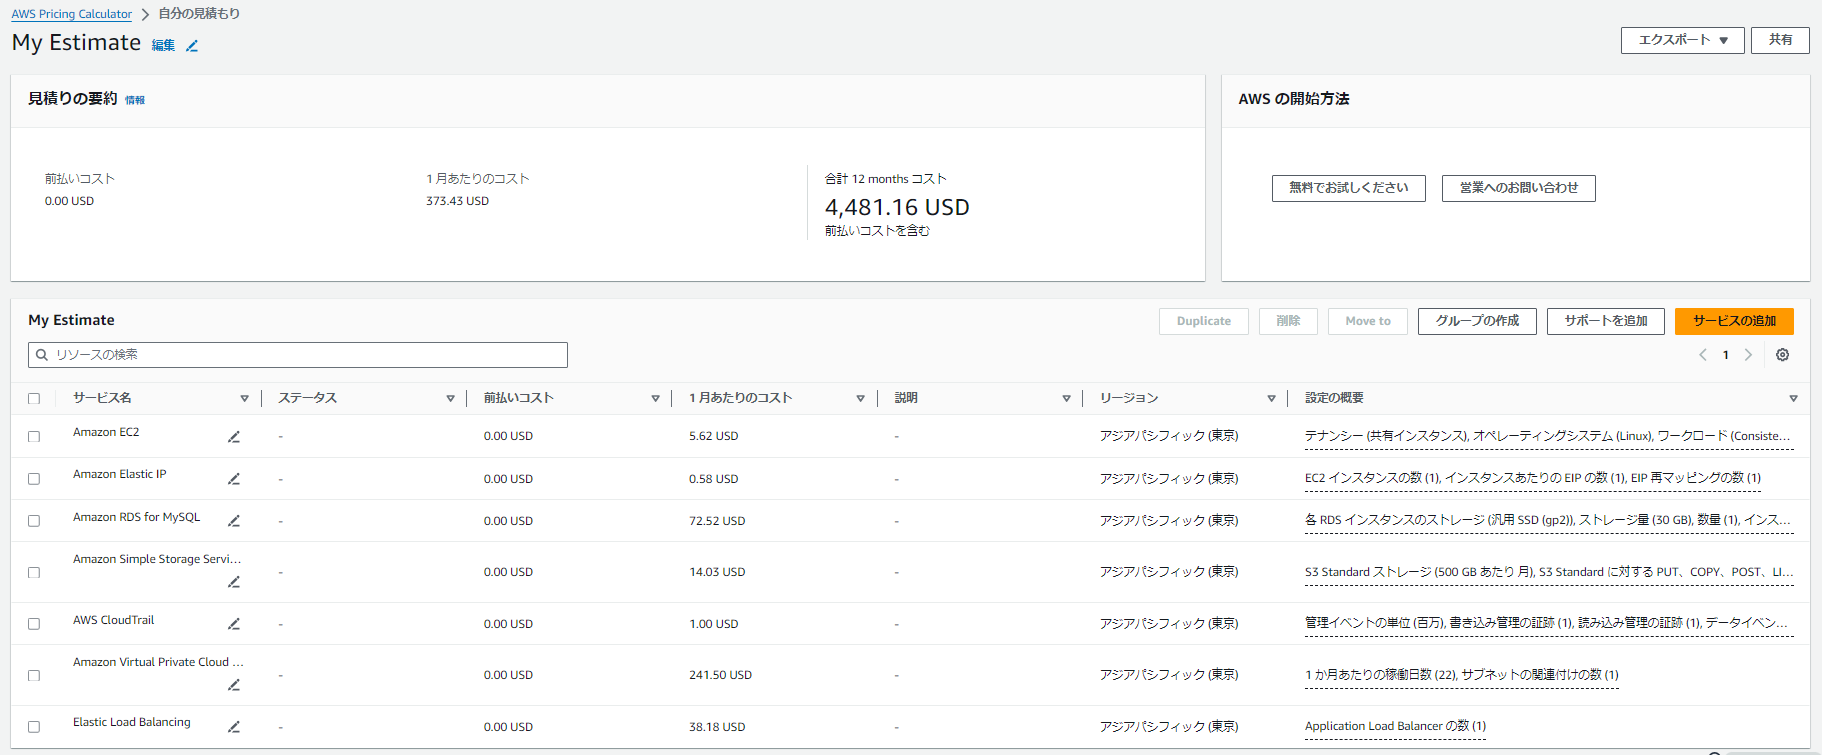 AWS Pricing Calculator > 自分の見積もり
My Estimate 編集
エクスポート ▼ 共有
見積りの要約 情報
前払いコスト
0.00 USD
1 月あたりのコスト
373.43 USD
合計 12 months コスト
4,481.16 USD
前払いコストを含む
AWS の開始方法
無料でお試しください 営業へのお問い合わせ
My Estimate
Duplicate 削除 Move to グループの作成 サポートを追加 サービスの追加
リソースの検索
< 1 >
サービス名 ステータス 前払いコスト 1 月あたりのコスト 説明 リージョン 設定の概要
Amazon EC2 - 0.00 USD 5.62 USD - アジアパシフィック (東京) テナンシー (共有インスタンス), オペレーティングシステム (Linux), ワークロード (Consiste...
Amazon Elastic IP - 0.00 USD 0.58 USD - アジアパシフィック (東京) EC2 インスタンスの数 (1), インスタンスあたりの EIP の数 (1), EIP 再マッピングの数 (1)
Amazon RDS for MySQL - 0.00 USD 72.52 USD - アジアパシフィック (東京) 各 RDS インスタンスのストレージ (汎用 SSD (gp2)), ストレージ量 (30 GB), 数量 (1), インス...
Amazon Simple Storage Servi... - 0.00 USD 14.03 USD - アジアパシフィック (東京) S3 Standard ストレージ (500 GB あたり 月), S3 Standard に対する PUT、COPY、POST、LI...
AWS CloudTrail - 0.00 USD 1.00 USD - アジアパシフィック (東京) 管理イベントの単位 (百万), 書き込み管理の証跡 (1), 読み込み管理の証跡 (1), データイベン...
Amazon Virtual Private Cloud ... - 0.00 USD 241.50 USD - アジアパシフィック (東京) 1 か月あたりの稼働日数 (22), サブネットの関連付けの数 (1)
Elastic Load Balancing - 0.00 USD 38.18 USD - アジアパシフィック (東京) Application Load Balancer の数 (1)